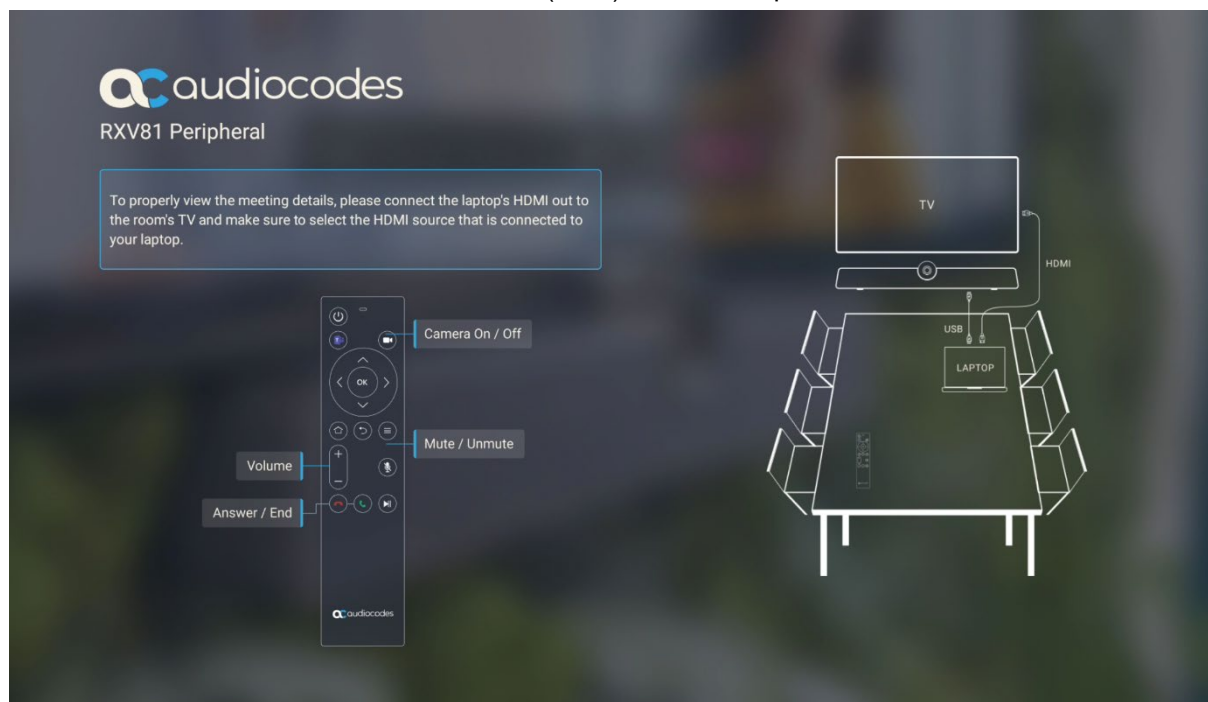 audiocodes
RXV81 Peripheral
To properly view the meeting details, please connect the laptop's HDMI out to
the room's TV and make sure to select the HDMI source that is connected to
your laptop.
Camera On / Off
OK
Mute / Unmute
Volume
Answer / End
audiocodes
TV
HDMI
USB
LAPTOP